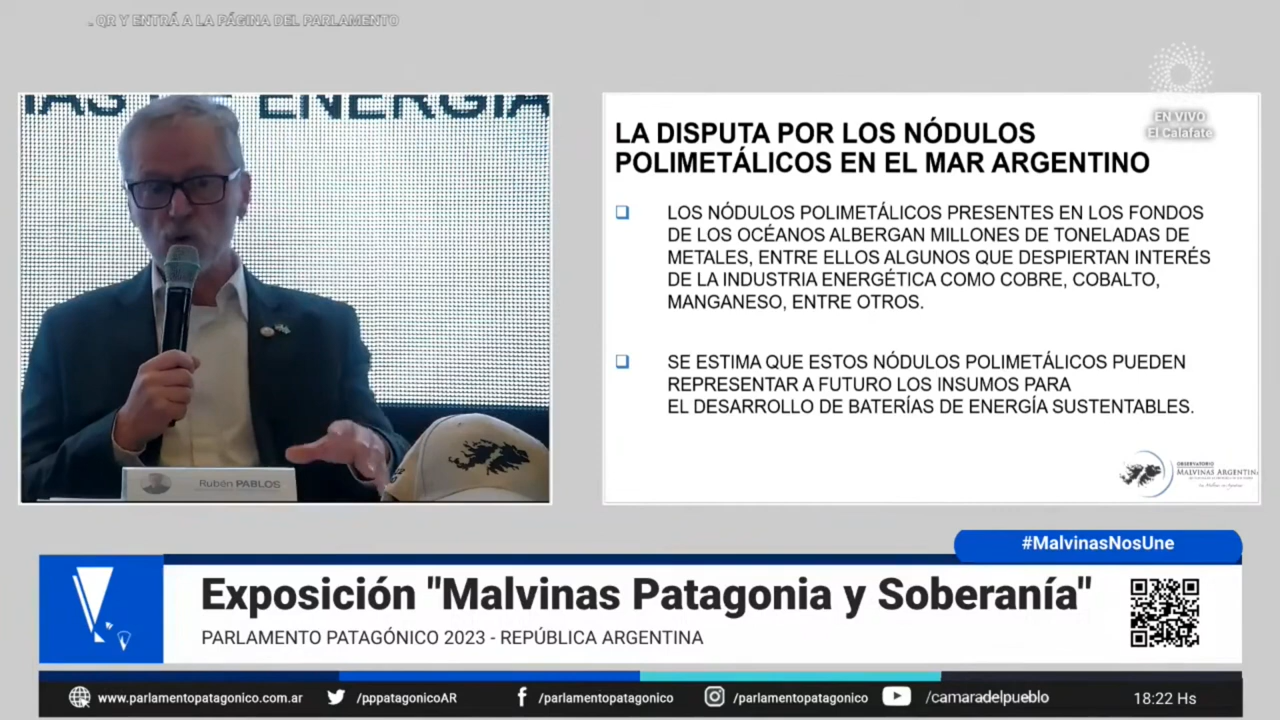 . QR Y ENTRÁ A LA PÁGINA DEL PARLAMENTO
IAS DE ENERGÍA
EN VIVO
El Calafate
LA DISPUTA POR LOS NÓDULOS
POLIMETÁLICOS EN EL MAR ARGENTINO
LOS NÓDULOS POLIMETÁLICOS PRESENTES EN LOS FONDOS
DE LOS OCÉANOS ALBERGAN MILLONES DE TONELADAS DE
METALES, ENTRE ELLOS ALGUNOS QUE DESPIERTAN INTERÉS
DE LA INDUSTRIA ENERGÉTICA COMO COBRE, COBALTO,
MANGANESO, ENTRE OTROS.
SE ESTIMA QUE ESTOS NÓDULOS POLIMETÁLICOS PUEDEN
REPRESENTAR A FUTURO LOS INSUMOS PARA
EL DESARROLLO DE BATERÍAS DE ENERGÍA SUSTENTABLES.
OBSERVATORIO
MALVINAS ARGENTIN
Rubén PABLOS
#MalvinasNosUne
Exposición "Malvinas Patagonia y Soberanía"
PARLAMENTO PATAGÓNICO 2023 - REPÚBLICA ARGENTINA
www.parlamentopatagonico.com.ar
/pppatagonicoAR
/parlamentopatagonico
/parlamentopatagonico
/camaradelpueblo
18:22 Hs